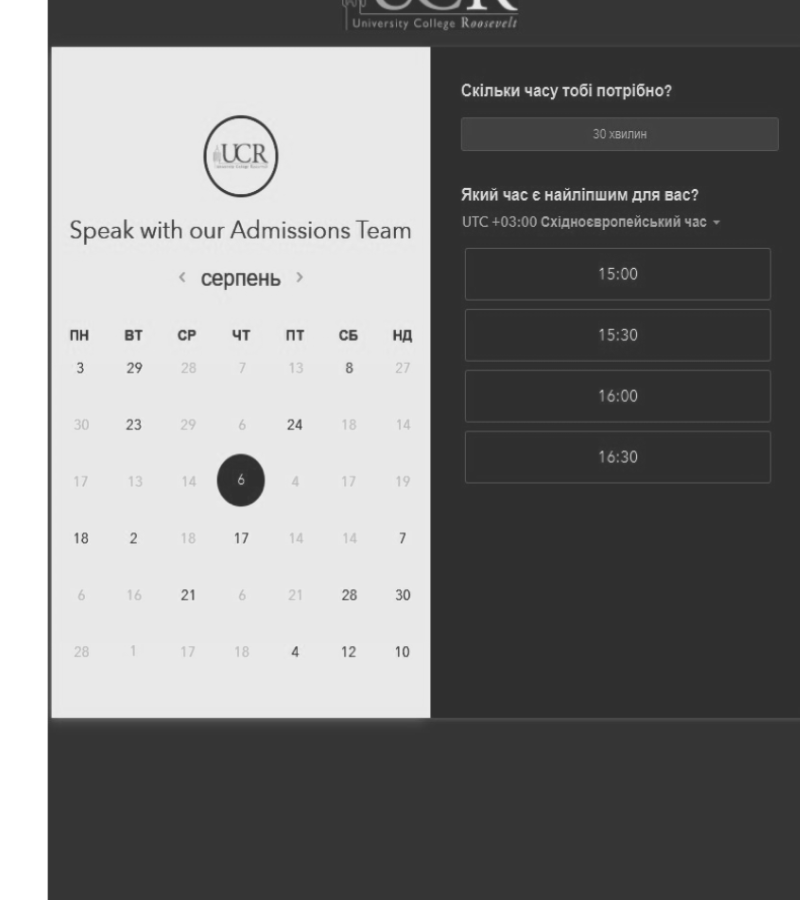 UCR
University College Roosevelt
UCR
Speak with our Admissions Team
< серпень >
ПН ВТ СР ЧТ ПТ СБ НД
3 29 28 7 13 8 27
30 23 29 6 24 18 14
17 13 14 6 4 17 19
18 2 18 17 14 14 7
6 16 21 6 21 28 30
28 1 17 18 4 12 10
Скільки часу тобі потрібно?
30 хвилин
Який час є найліпшим для вас?
UTC +03:00 Східноєвропейський час
15:00
15:30
16:00
16:30